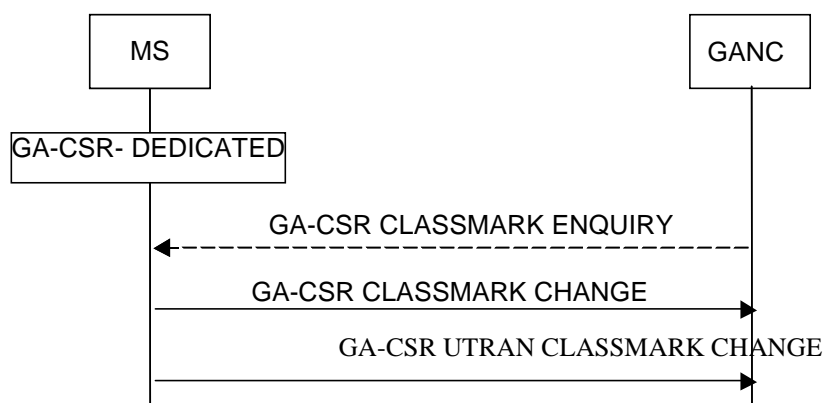 MS
GANC
GA-CSR- DEDICATED
GA-CSR CLASSMARK ENQUIRY
GA-CSR CLASSMARK CHANGE
GA-CSR UTRAN CLASSMARK CHANGE